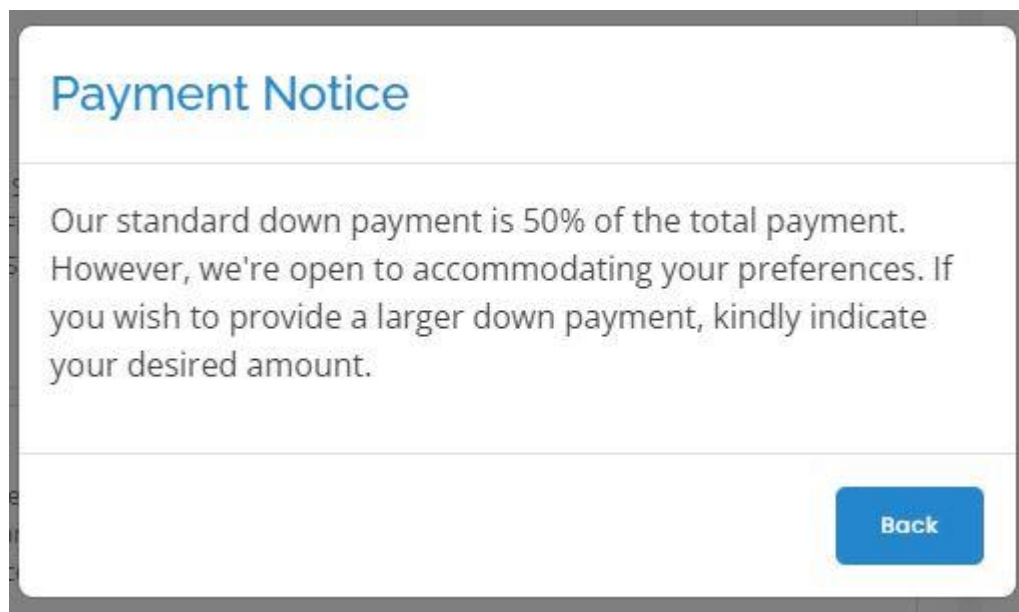 Payment Notice
Our standard down payment is 50% of the total payment.
However, we're open to accommodating your preferences. If
you wish to provide a larger down payment, kindly indicate
your desired amount.
Back